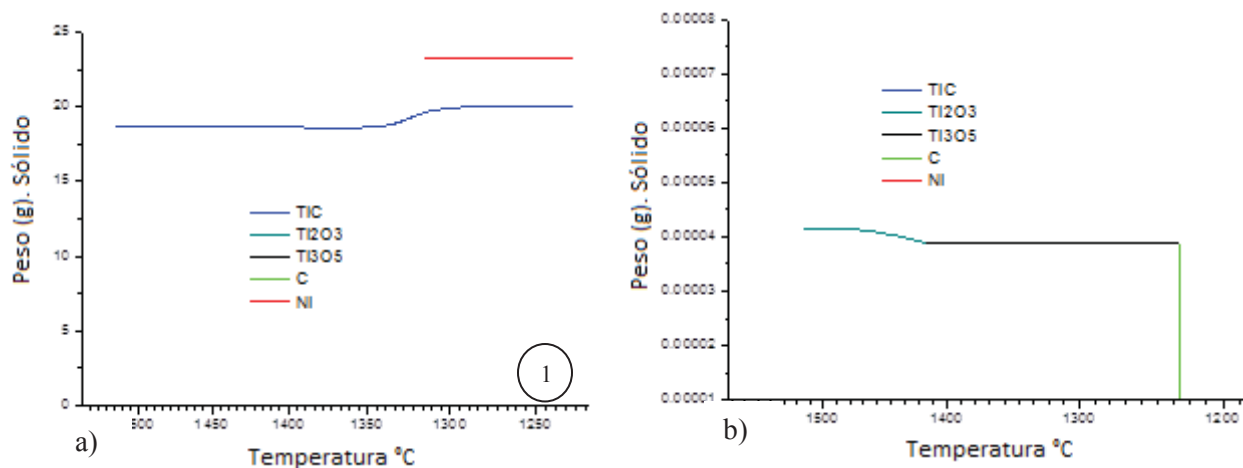 25
20
15
10
5
0
Peso (g). Sólido
TIC
TI2O3
TI3O5
C
NI
1
500
1450
1400
1350
1300
1250
a)
Temperatura ºC
0.00008
0.00007
0.00006
0.00005
0.00004
0.00003
0.00002
0.00001
Peso (g). Sólido
TIC
TI2O3
TI3O5
C
NI
1500
1400
1300
1200
b)
Temperatura ºC